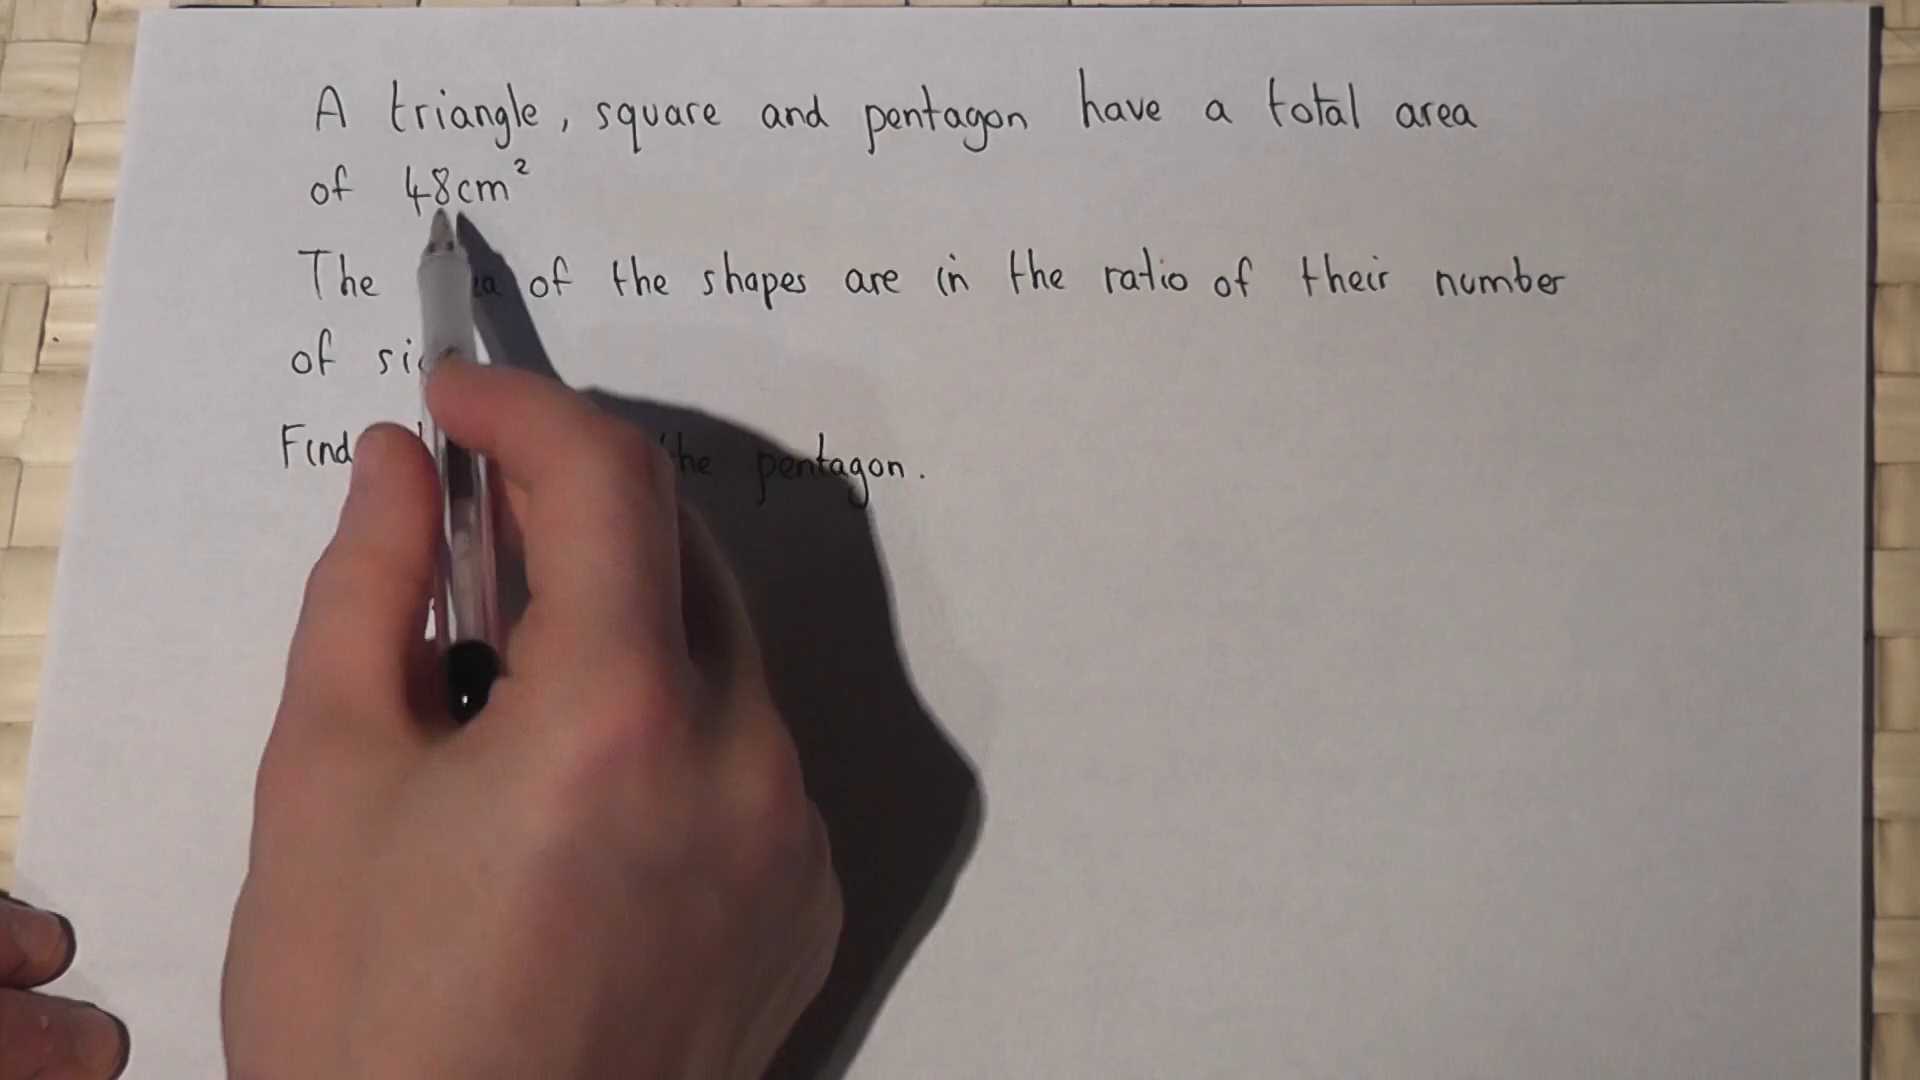 A triangle, square and pentagon have a total area
of 48cm²
The of the shapes are in the ratio of their number
of
Find the pentagon.